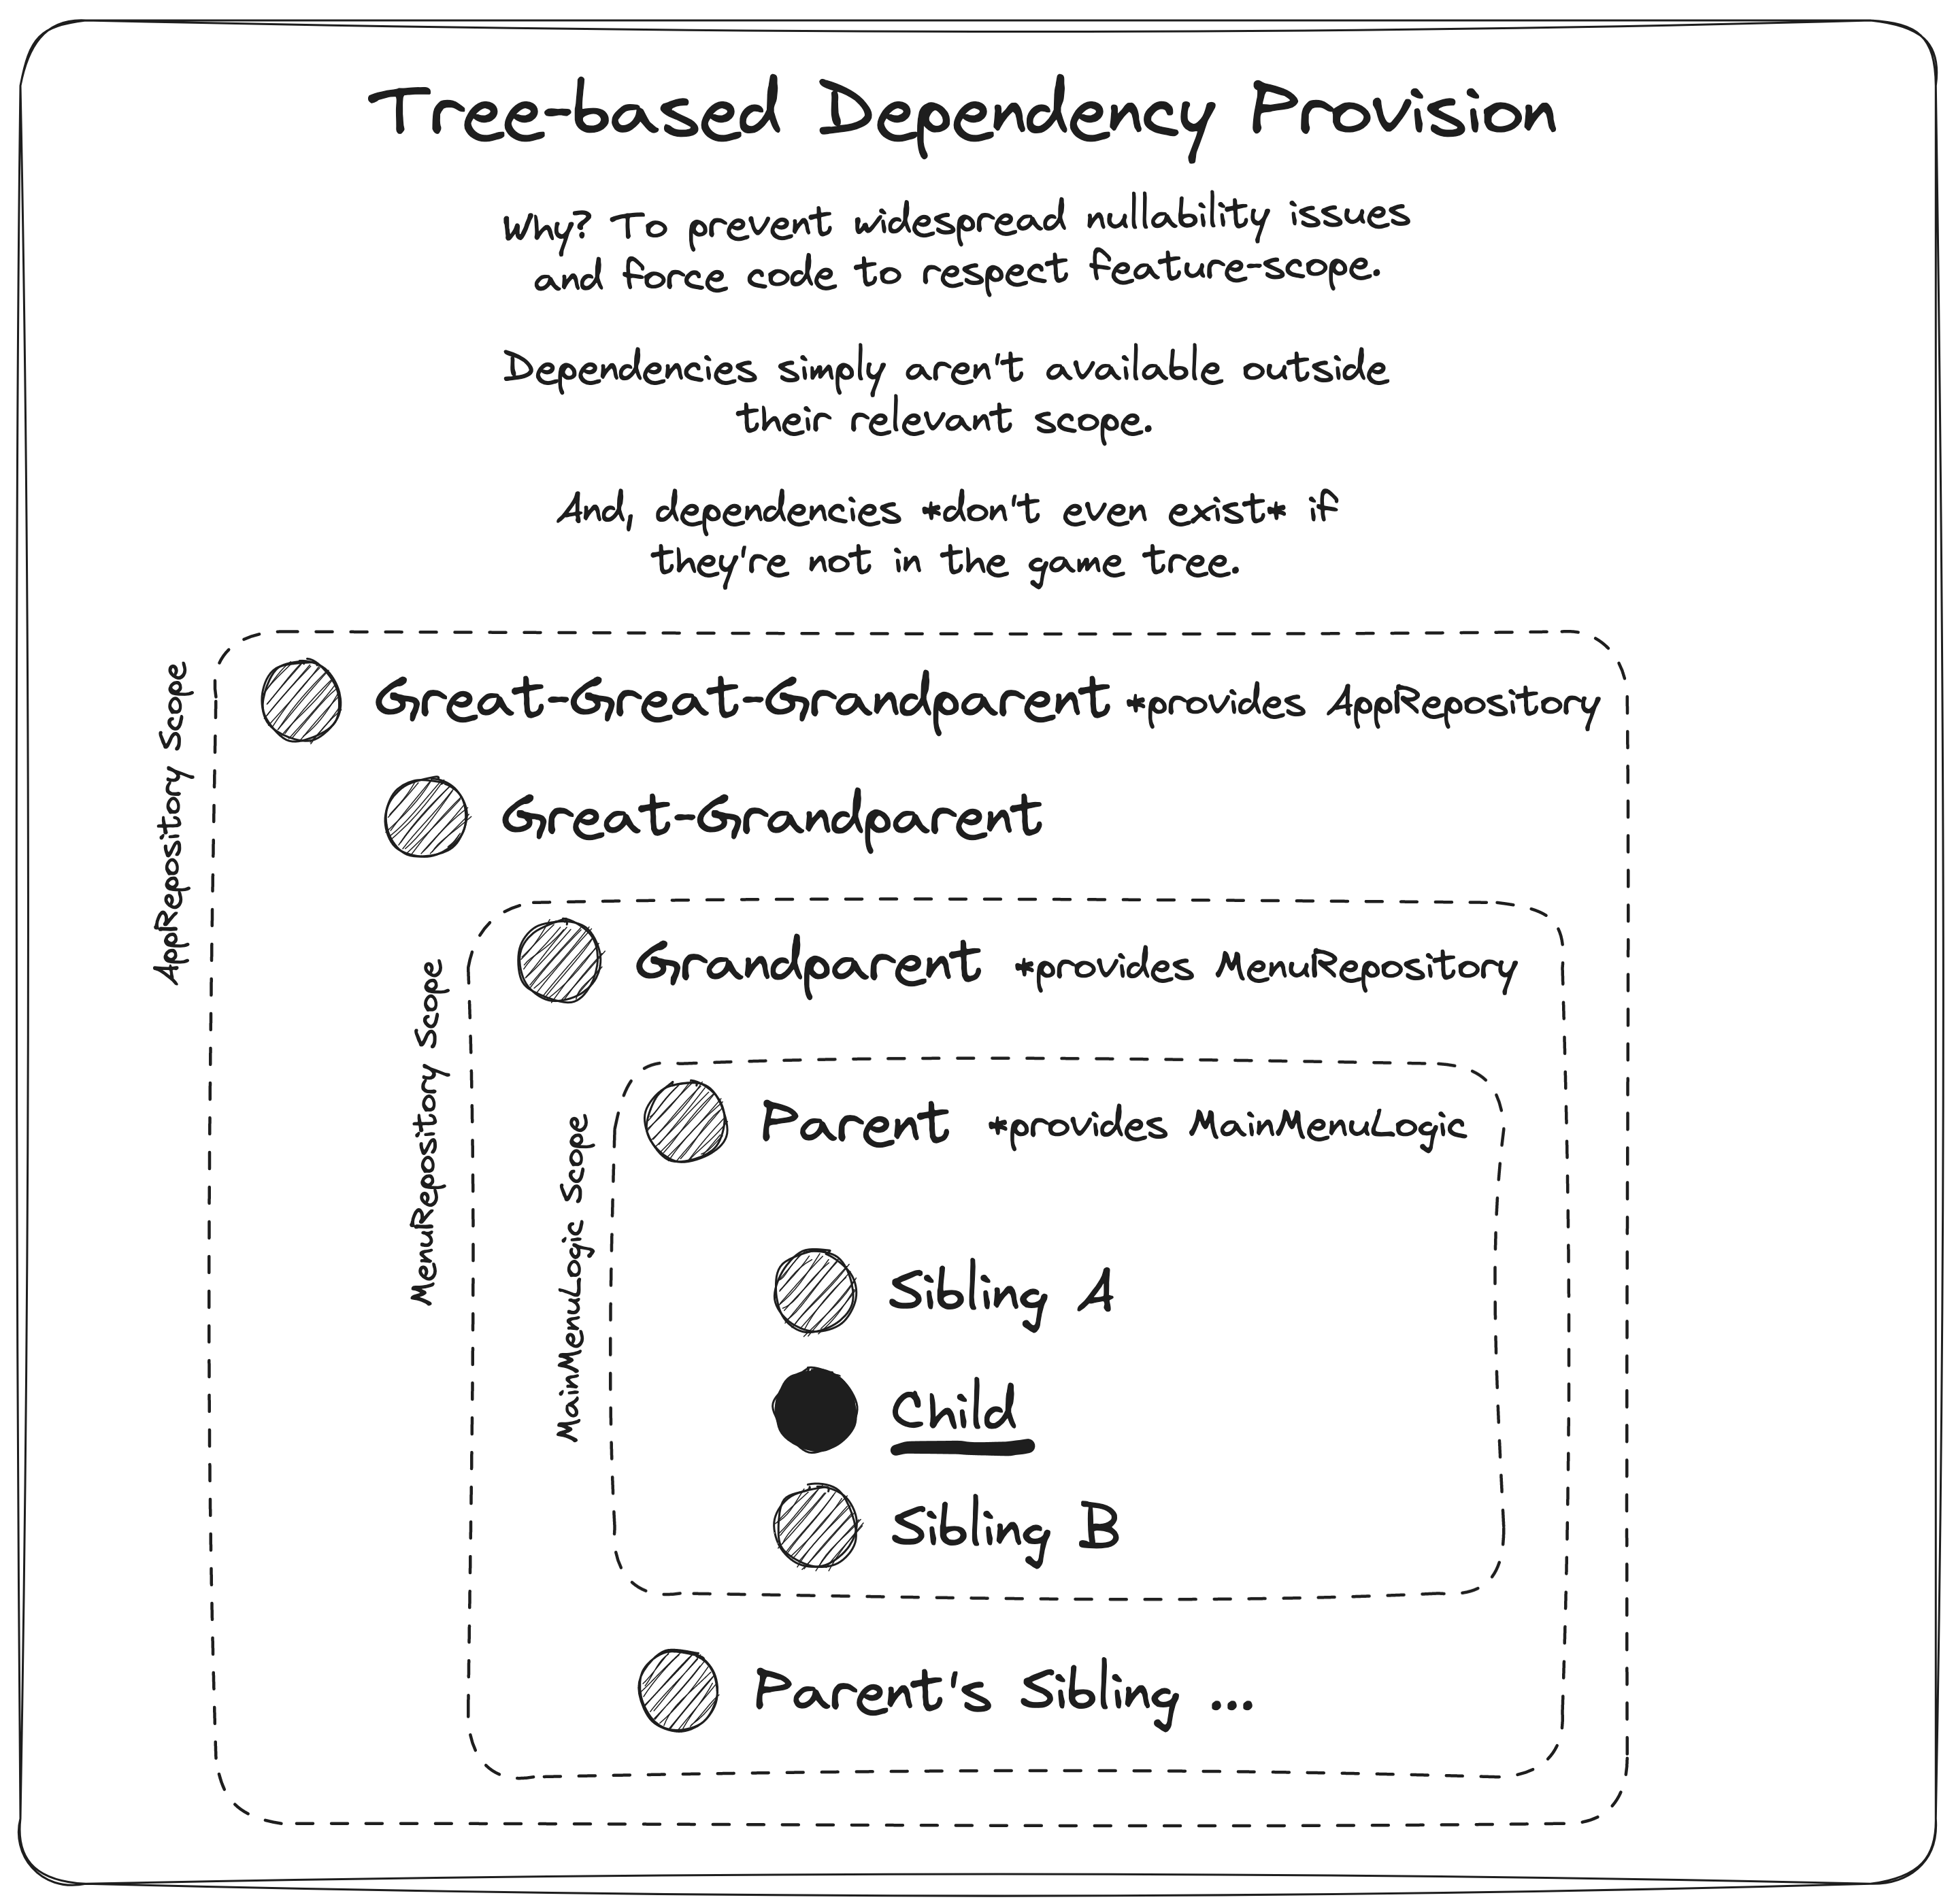 Tree-based Dependency Provision
Why? To prevent widespread nullability issues
and force code to respect feature-scope.
Dependencies simply aren't available outside
their relevant scope.
And, dependencies *don't even exist* if
they're not in the game tree.
AppRepository Scope
Great-Great-Grandparent *provides AppRepository
Great-Grandparent
MenuRepository Scope
Grandparent *provides MenuRepository
MainMenuLogic Scope
Parent *provides MainMenuLogic
Sibling A
Child
Sibling B
Parent's Sibling ...